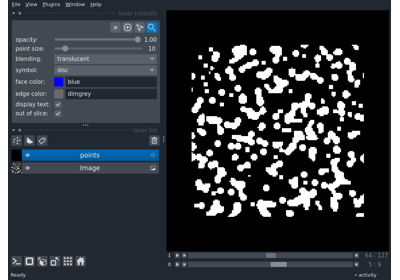 File View Plugins Window Help
layer controls
opacity: 1.00
point size: 10
blending: translucent
symbol: disc
face color: blue
edge color: dimgrey
display text:
out of slice:
layer list
points
Image
1 64 127
0 5 9
Ready activity